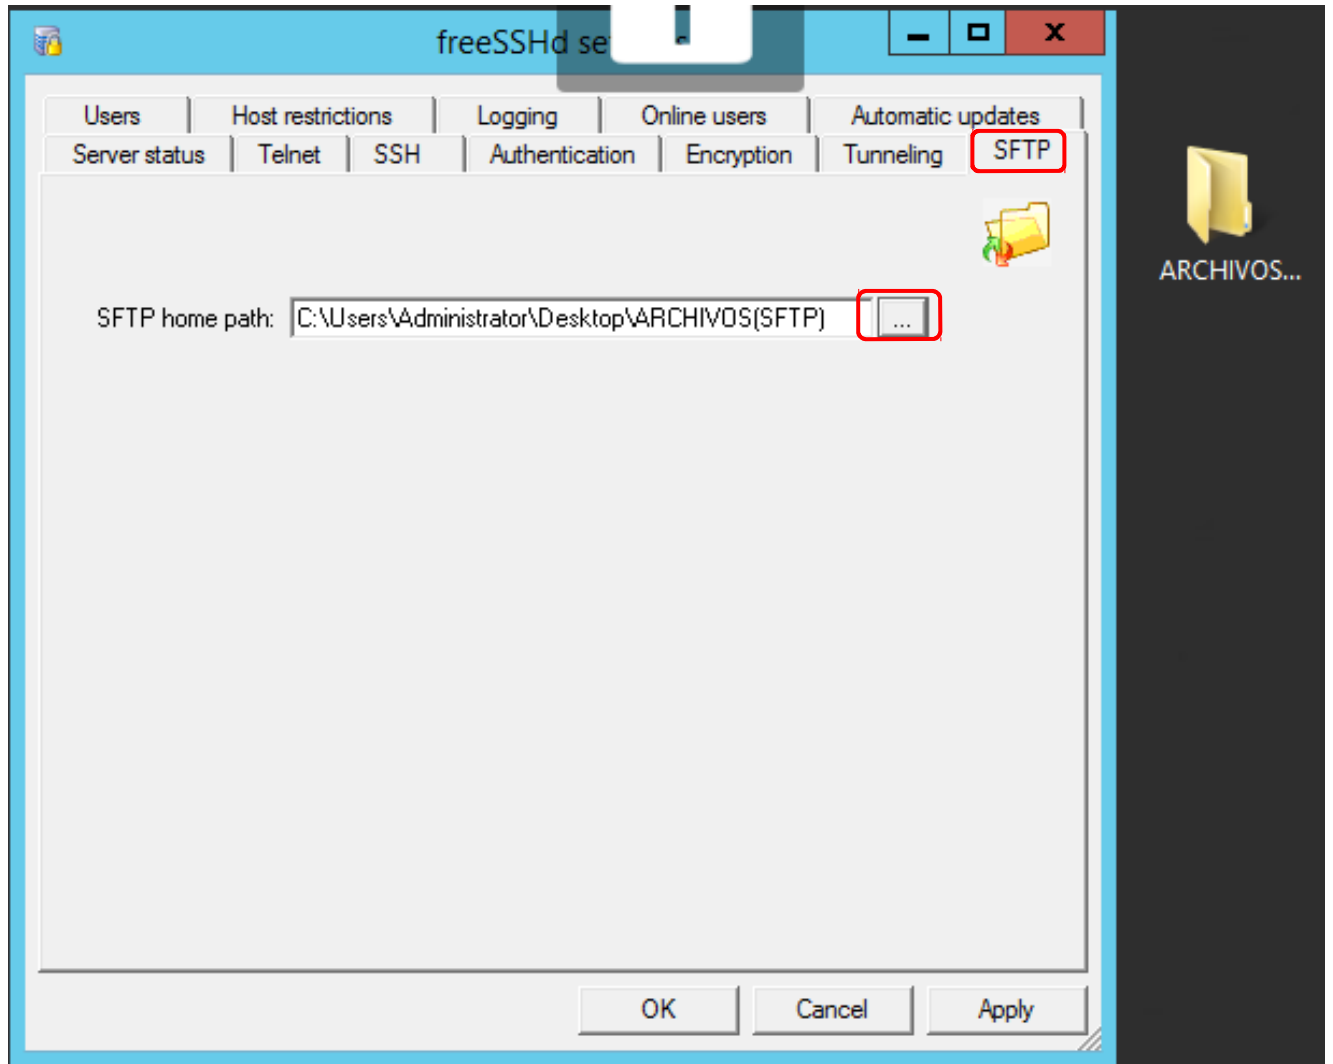 freeSSHd se s
Users Host restrictions Logging Online users Automatic updates
Server status Telnet SSH Authentication Encryption Tunneling SFTP
ARCHIVOS...
SFTP home path: C:\Users\Administrator\Desktop\ARCHIVOS(SFTP) ...
OK Cancel Apply